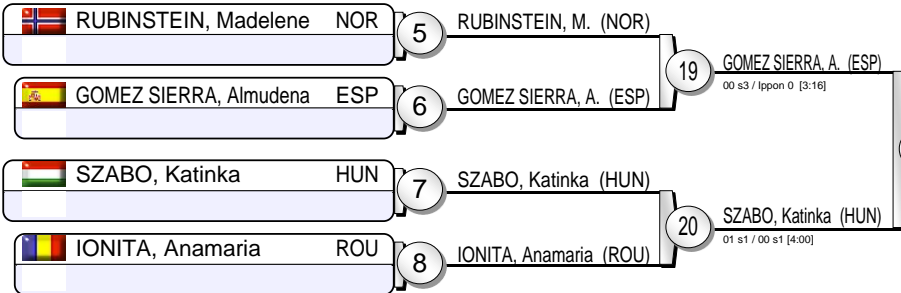 RUBINSTEIN, Madelene NOR
5
RUBINSTEIN, M. (NOR)
19
GOMEZ SIERRA, A. (ESP)
00 s3 / Ippon 0 [3:16]
GOMEZ SIERRA, Almudena ESP
6
GOMEZ SIERRA, A. (ESP)
SZABO, Katinka HUN
7
SZABO, Katinka (HUN)
20
SZABO, Katinka (HUN)
01 s1 / 00 s1 [4:00]
IONITA, Anamaria ROU
8
IONITA, Anamaria (ROU)